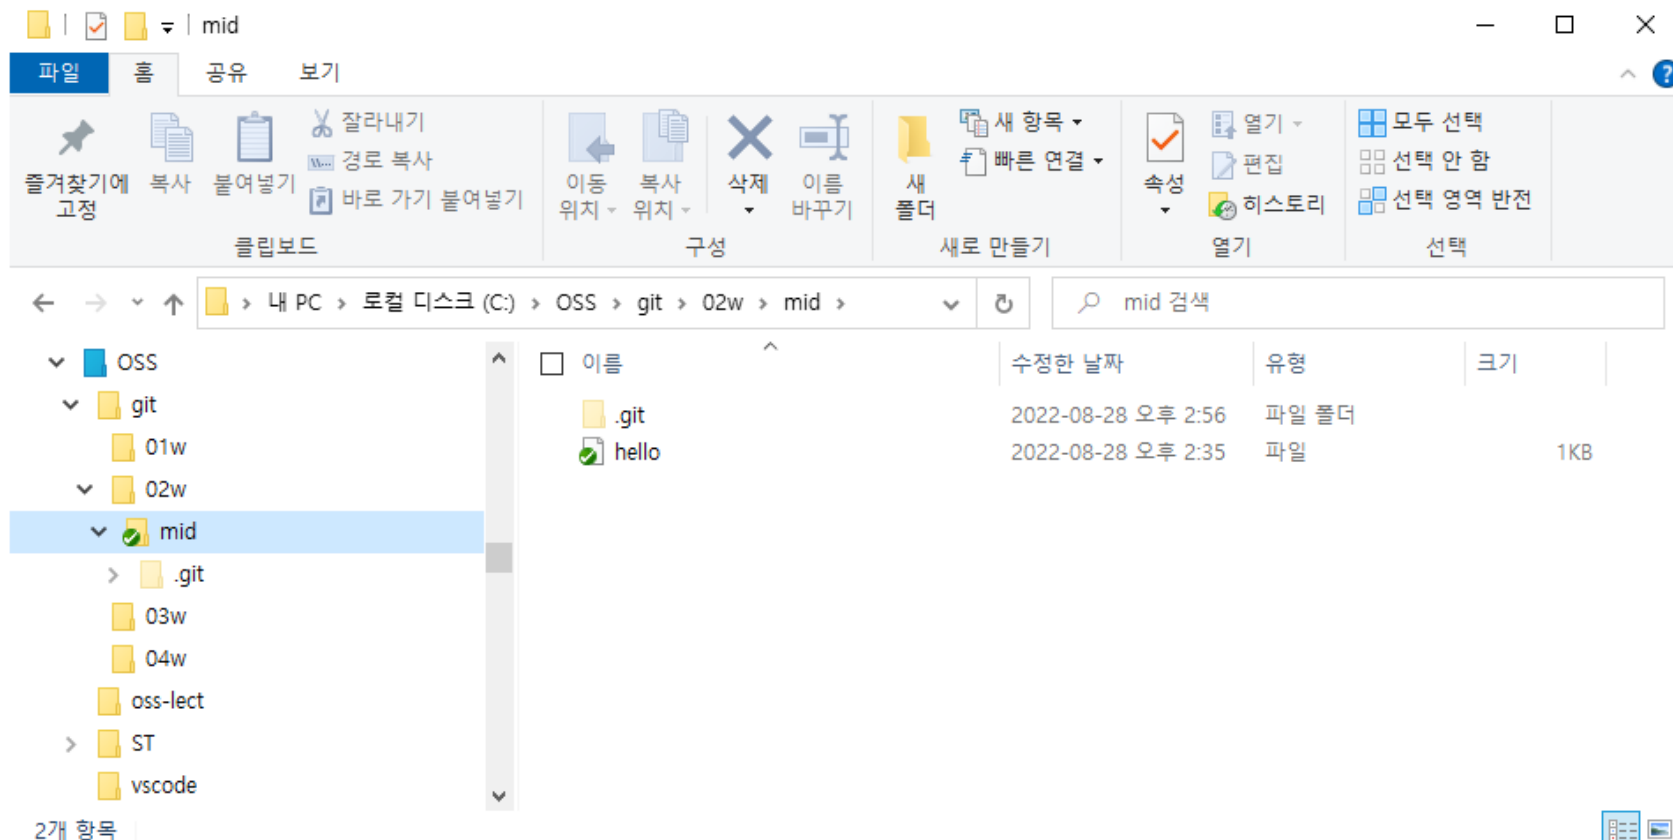 mid
파일 홈 공유 보기
즐겨찾기에 고정
복사
붙여넣기
잘라내기
경로 복사
바로 가기 붙여넣기
클립보드
이동 위치
복사 위치
삭제
이름 바꾸기
구성
새 폴더
새 항목
빠른 연결
새로 만들기
속성
열기
편집
히스토리
열기
모두 선택
선택 안 함
선택 영역 반전
선택
내 PC › 로컬 디스크 (C:) › OSS › git › 02w › mid ›
mid 검색
OSS
git
01w
02w
mid
.git
03w
04w
oss-lect
ST
vscode
이름 수정한 날짜 유형 크기
.git 2022-08-28 오후 2:56 파일 폴더
hello 2022-08-28 오후 2:35 파일 1KB
2개 항목